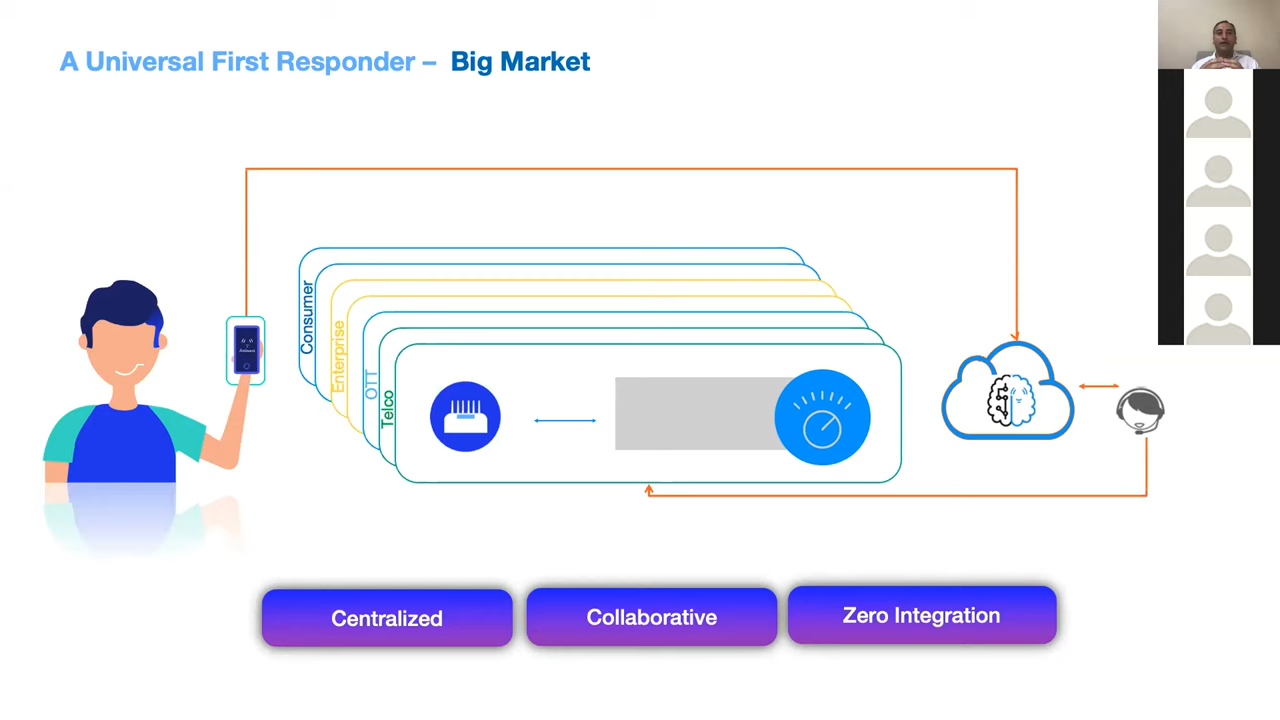 A Universal First Responder – Big Market
Consumer
Enterprise
OTT
Telco
Centralized
Collaborative
Zero Integration